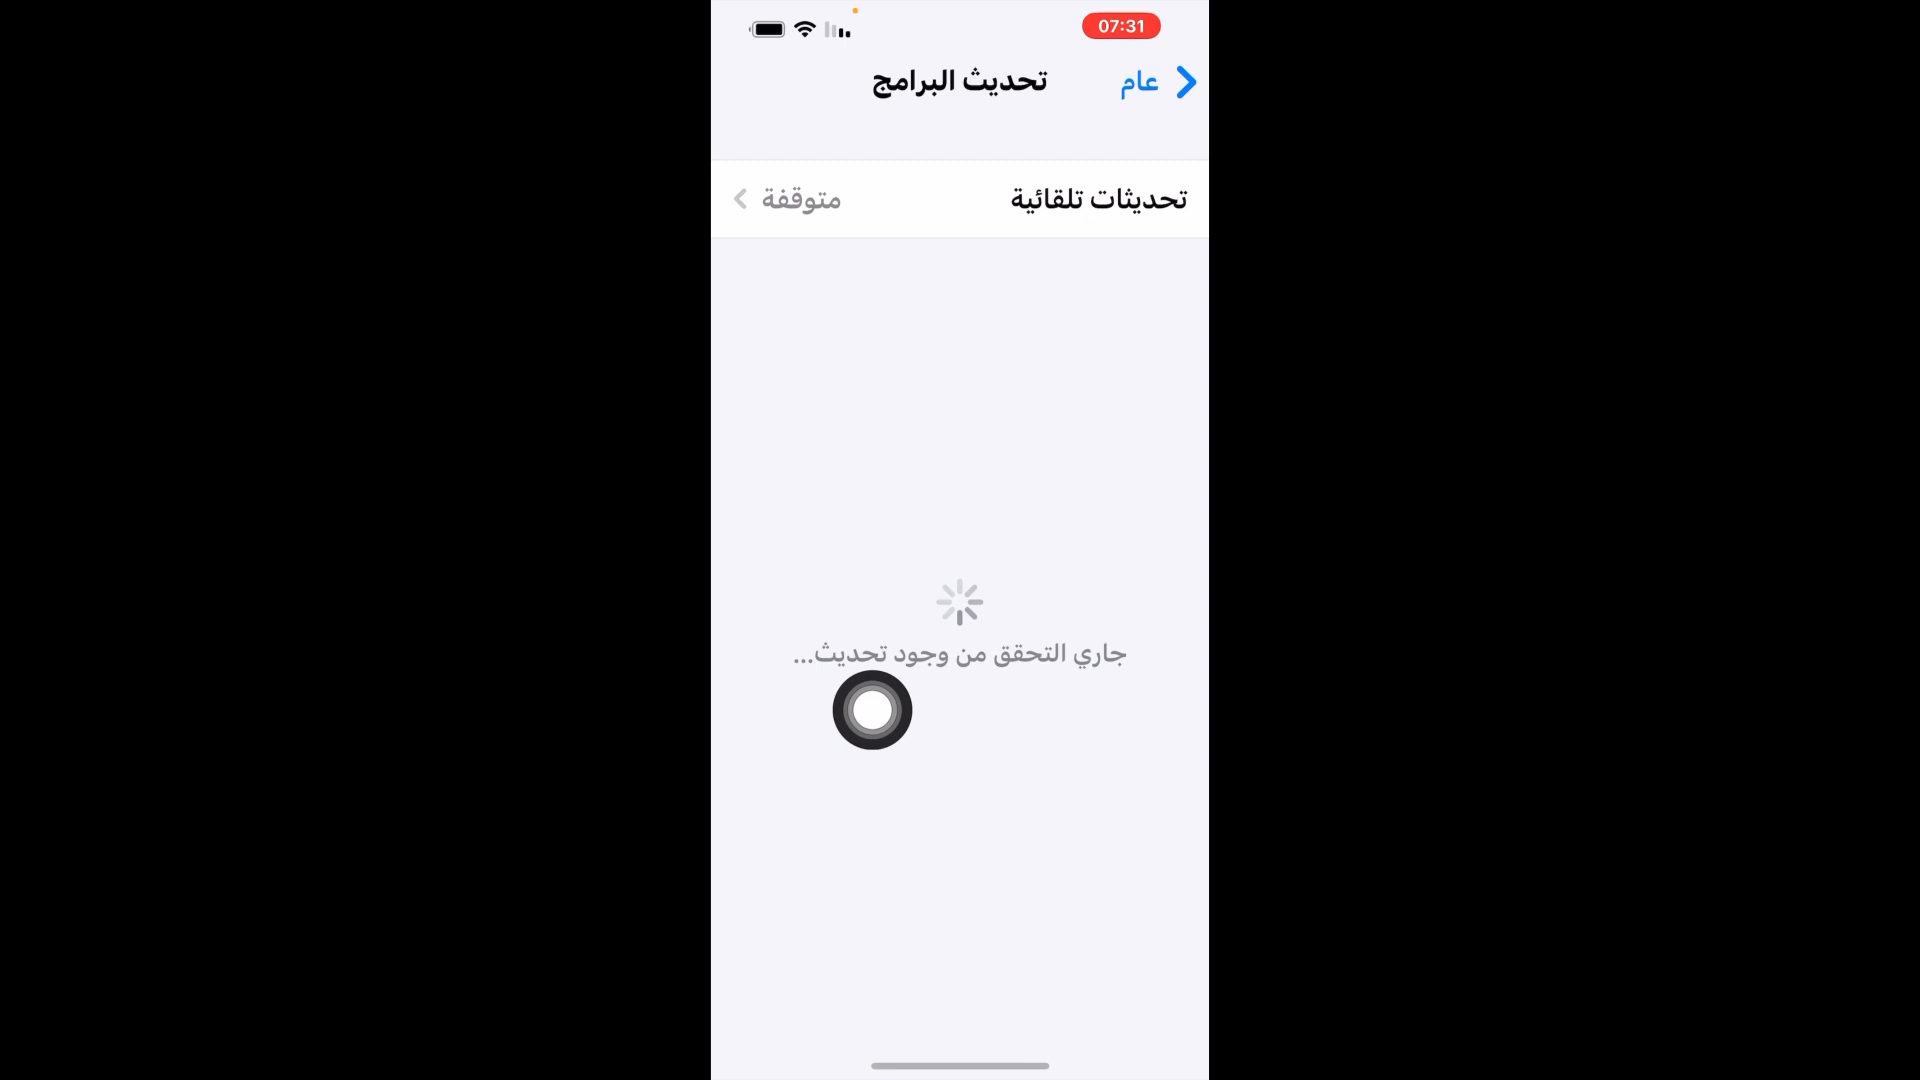 07:31
عام
تحديث البرامج
تحديثات تلقائية
متوقفة
جاري التحقق من وجود تحديث...